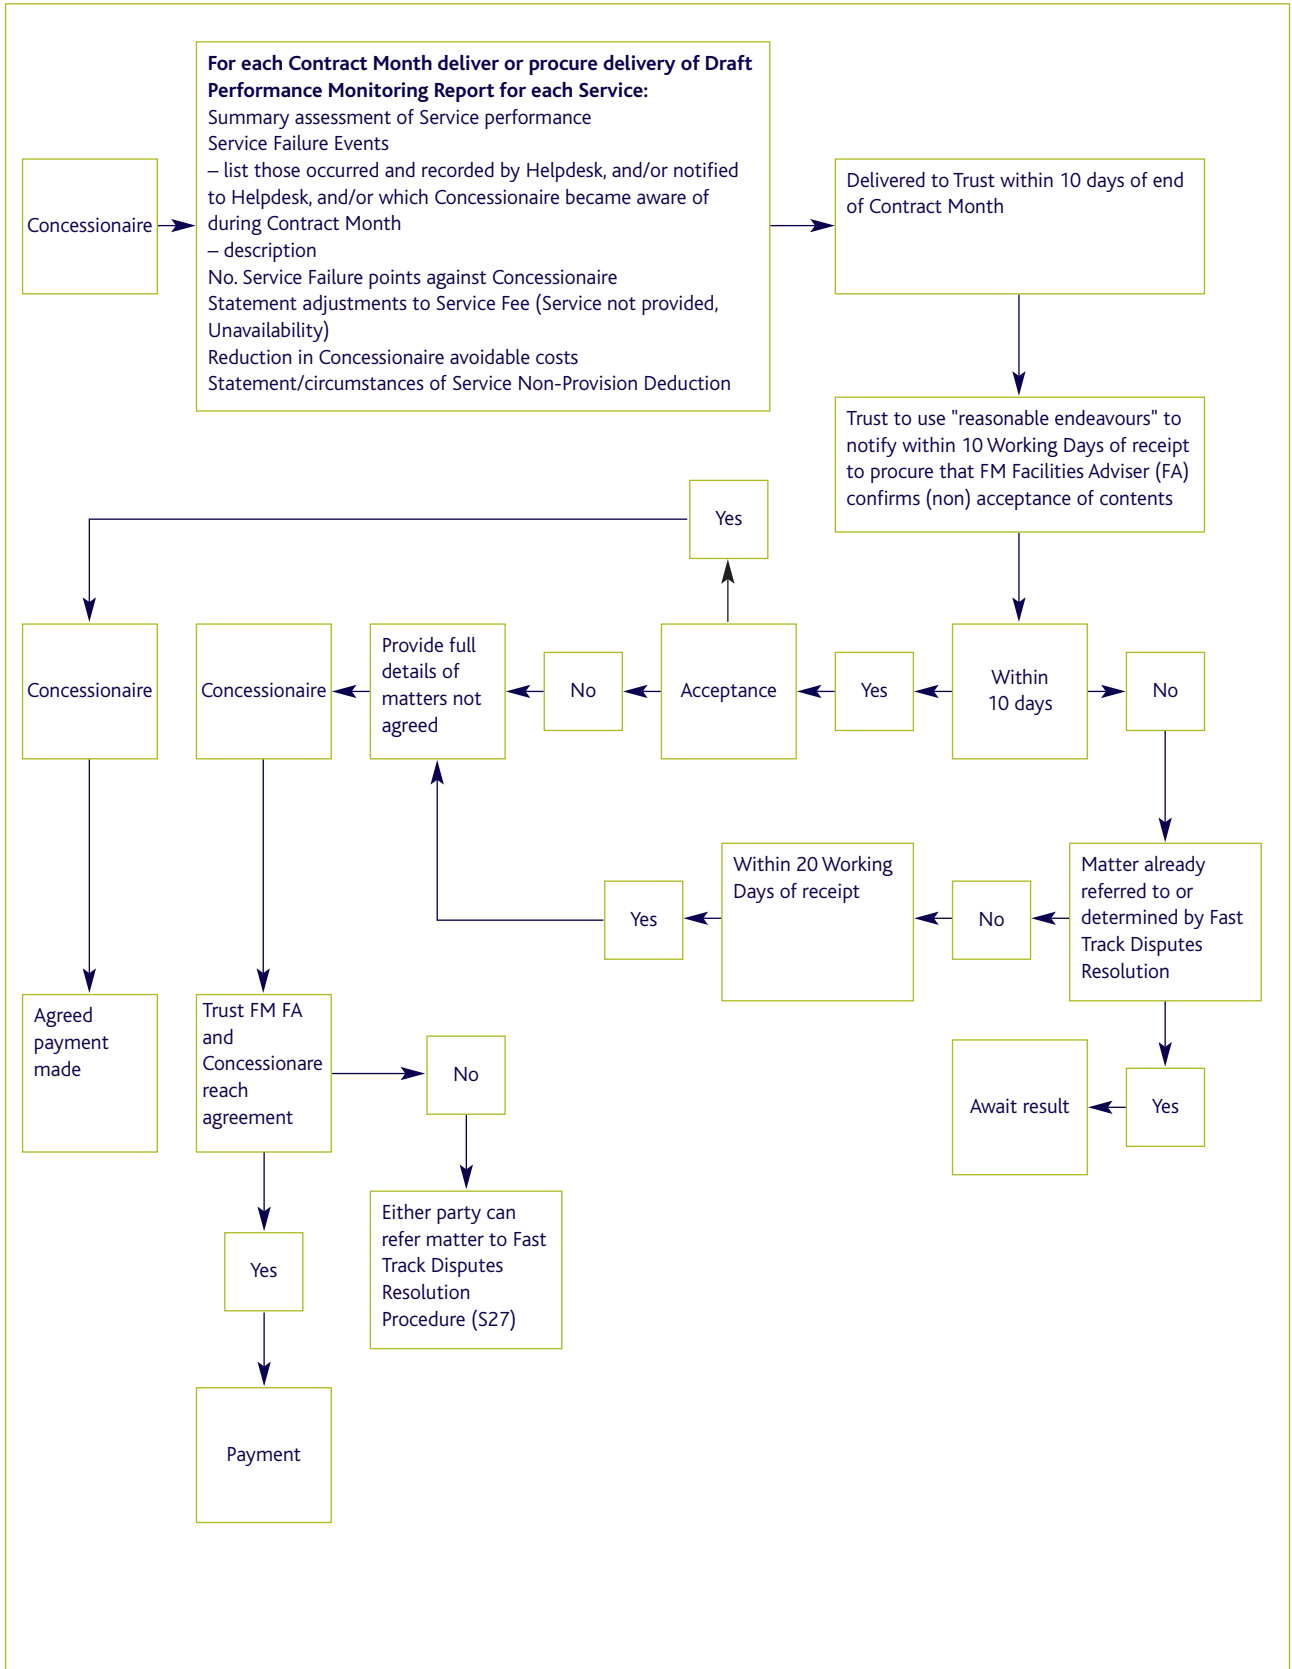 Concessionaire
For each Contract Month deliver or procure delivery of Draft
Performance Monitoring Report for each Service:
Summary assessment of Service performance
Service Failure Events
– list those occurred and recorded by Helpdesk, and/or notified
to Helpdesk, and/or which Concessionaire became aware of
during Contract Month
– description
No. Service Failure points against Concessionaire
Statement adjustments to Service Fee (Service not provided,
Unavailability)
Reduction in Concessionaire avoidable costs
Statement/circumstances of Service Non-Provision Deduction
Delivered to Trust within 10 days of end
of Contract Month
Trust to use "reasonable endeavours" to
notify within 10 Working Days of receipt
to procure that FM Facilities Adviser (FA)
confirms (non) acceptance of contents
Yes
Concessionaire
Concessionaire
Provide full
details of
matters not
agreed
No
Acceptance
Yes
Within
10 days
No
Yes
Within 20 Working
Days of receipt
No
Matter already
referred to or
determined by Fast
Track Disputes
Resolution
Agreed
payment
made
Trust FM FA
and
Concessionare
reach
agreement
No
Await result
Yes
Either party can
refer matter to Fast
Track Disputes
Resolution
Procedure (S27)
Yes
Payment